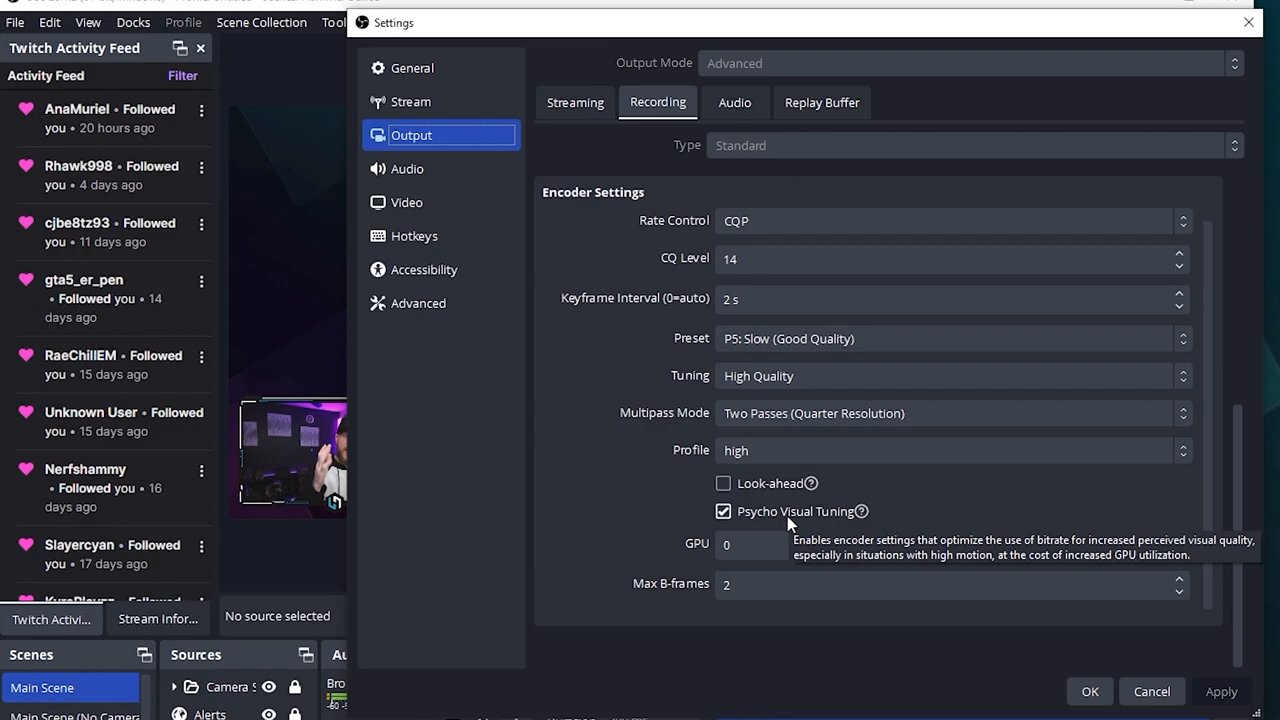 File Edit View Docks Profile Scene Collection
Settings
Twitch Activity Feed
Activity Feed Filter
AnaMuriel • Followed
you • 20 hours ago
Rhawk998 • Followed
you • 4 days ago
cjbe8tz93 • Followed
you • 11 days ago
gta5_er_pen
• Followed you • 14
days ago
RaeChillEM • Followed
you • 15 days ago
Unknown User • Followed
you • 15 days ago
Nerfshammy
• Followed you • 16
days ago
Slayercyan • Followed
you • 17 days ago
Twitch Activi... Stream Infor...
No source selected
Scenes
Main Scene
Main Scene (No Camera
Sources
Camera S
Alerts
General
Stream
Output
Audio
Video
Hotkeys
Accessibility
Advanced
Output Mode Advanced
Streaming Recording Audio Replay Buffer
Type Standard
Encoder Settings
Rate Control CQP
CQ Level 14
Keyframe Interval (0=auto) 2 s
Preset P5: Slow (Good Quality)
Tuning High Quality
Multipass Mode Two Passes (Quarter Resolution)
Profile high
Look-ahead
Psycho Visual Tuning
GPU 0
Enables encoder settings that optimize the use of bitrate for increased perceived visual quality,
especially in situations with high motion, at the cost of increased GPU utilization.
Max B-frames 2
OK Cancel Apply